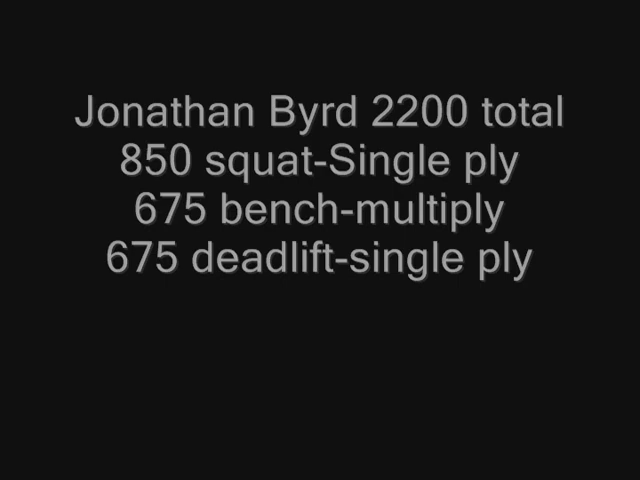 Jonathan Byrd 2200 total
850 squat-Single ply
675 bench-multiply
675 deadlift-single ply